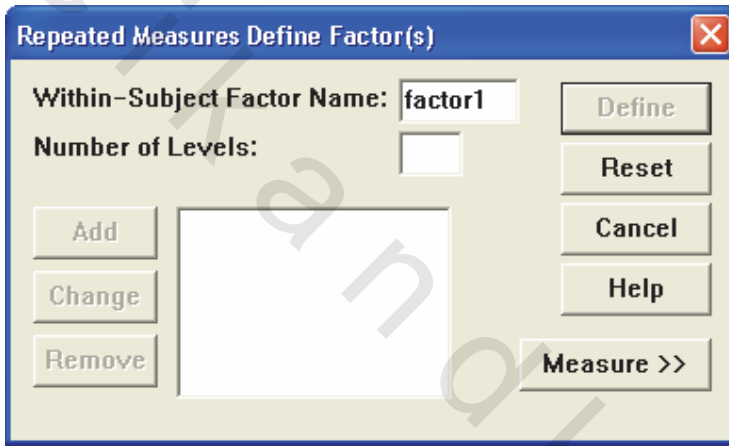 Repeated Measures Define Factor(s)
Within-Subject Factor Name: factor1
Define
Number of Levels:
Reset
Add
Cancel
Change
Help
Remove
Measure >>